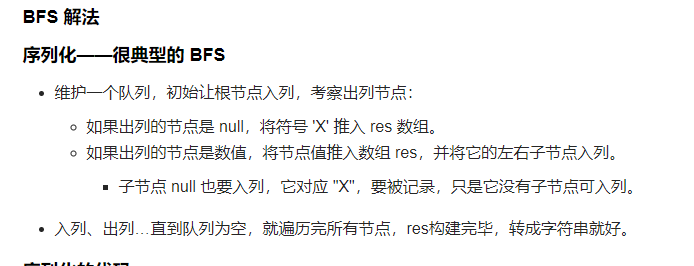 BFS 解法
序列化——很典型的 BFS
维护一个队列，初始让根节点入列，考察出列节点：
如果出列的节点是 null，将符号 'X' 推入 res 数组。
如果出列的节点是数值，将节点值推入数组 res，并将它的左右子节点入列。
子节点 null 也要入列，它对应 "X"，要被记录，只是它没有子节点可入列。
入列、出列…直到队列为空，就遍历完所有节点，res构建完毕，转成字符串就好。